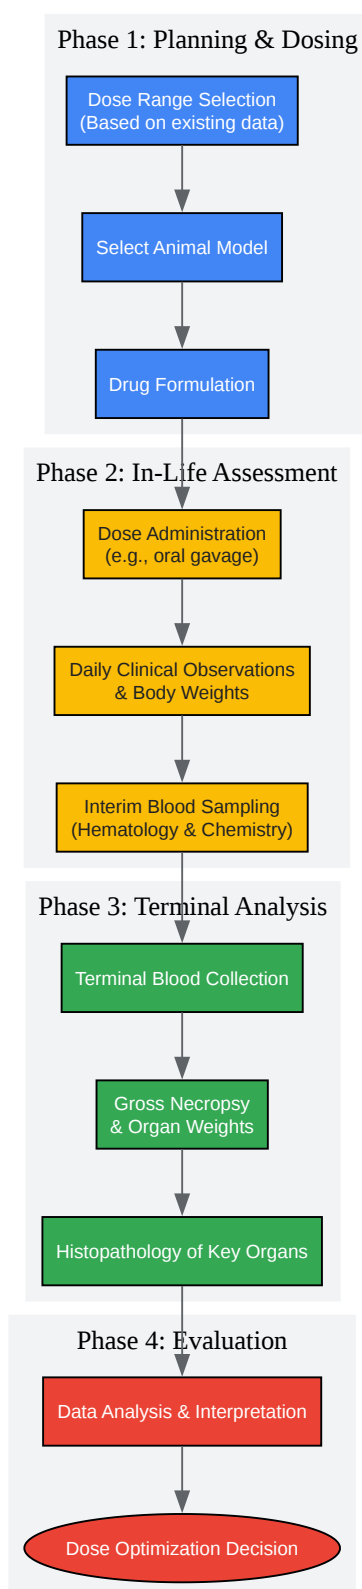 Phase 1: Planning & Dosing
Dose Range Selection
(Based on existing data)
Select Animal Model
Drug Formulation
Phase 2: In-Life Assessment
Dose Administration
(e.g., oral gavage)
Daily Clinical Observations
& Body Weights
Interim Blood Sampling
(Hematology & Chemistry)
Phase 3: Terminal Analysis
Terminal Blood Collection
Gross Necropsy
& Organ Weights
Histopathology of Key Organs
Phase 4: Evaluation
Data Analysis & Interpretation
Dose Optimization Decision